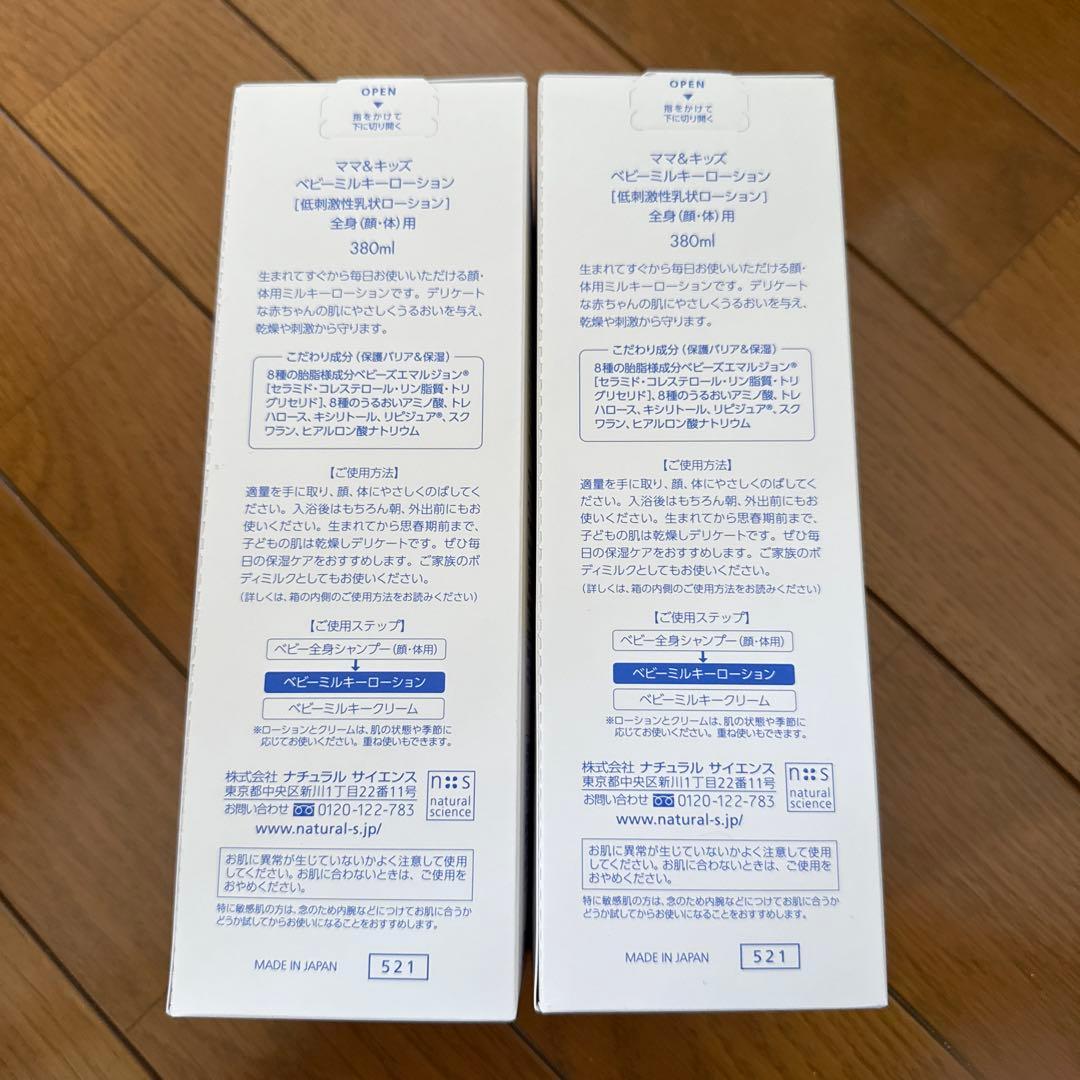 OPEN
指をかけて
下に切り開く
ママ&キッズ
ベビーミルキーローション
[低刺激性乳状ローション]
全身(顔・体)用
380ml
生まれてすぐから毎日お使いいただける顔・
体用ミルキーローションです。デリケート
な赤ちゃんの肌にやさしくうるおいを与え、
乾燥や刺激から守ります。
こだわり成分(保護バリア&保湿)
8種の胎脂様成分ベビーズエマルジョン®
[セラミド・コレステロール・リン脂質・トリ
グリセリド]、8種のうるおいアミノ酸、トレ
ハロース、キシリトール、リピジュア®、スク
ワラン、ヒアルロン酸ナトリウム
【ご使用方法】
適量を手に取り、顔、体にやさしくのばしてく
ださい。入浴後はもちろん朝、外出前にもお
使いください。生まれてから思春期前まで、
子どもの肌は乾燥しデリケートです。ぜひ毎
日の保湿ケアをおすすめします。ご家族のボ
ディミルクとしてもお使いください。
(詳しくは、箱の内側のご使用方法をお読みください)
【ご使用ステップ】
ベビー全身シャンプー(顔・体用)
ベビーミルキーローション
ベビーミルキークリーム
※ローションとクリームは、肌の状態や季節に
応じてお使いください。重ね使いもできます。
株式会社 ナチュラル サイエンス
東京都中央区新川1丁目22番11号
お問い合わせ 0120-122-783
www.natural-s.jp/
n s
natural
science
お肌に異常が生じていないかよく注意して使用
してください。お肌に合わないときは、ご使用を
おやめください。
特に敏感肌の方は、念のため内腕などにつけてお肌に合うか
どうか試してからお使いになることをおすすめします。
MADE IN JAPAN 521
OPEN
指をかけて
下に切り開く
ママ&キッズ
ベビーミルキーローション
[低刺激性乳状ローション]
全身(顔・体)用
380ml
生まれてすぐから毎日お使いいただける顔・
体用ミルキーローションです。デリケート
な赤ちゃんの肌にやさしくうるおいを与え、
乾燥や刺激から守ります。
こだわり成分(保護バリア&保湿)
8種の胎脂様成分ベビーズエマルジョン®
[セラミド・コレステロール・リン脂質・トリ
グリセリド]、8種のうるおいアミノ酸、トレ
ハロース、キシリトール、リピジュア®、スク
ワラン、ヒアルロン酸ナトリウム
【ご使用方法】
適量を手に取り、顔、体にやさしくのばしてく
ださい。入浴後はもちろん朝、外出前にもお
使いください。生まれてから思春期前まで、
子どもの肌は乾燥しデリケートです。ぜひ毎
日の保湿ケアをおすすめします。ご家族のボ
ディミルクとしてもお使いください。
(詳しくは、箱の内側のご使用方法をお読みください)
【ご使用ステップ】
ベビー全身シャンプー(顔・体用)
ベビーミルキーローション
ベビーミルキークリーム
※ローションとクリームは、肌の状態や季節に
応じてお使いください。重ね使いもできます。
株式会社 ナチュラル サイエンス
東京都中央区新川1丁目22番11号
お問い合わせ 0120-122-783
www.natural-s.jp/
n s
natural
science
お肌に異常が生じていないかよく注意して使用
してください。お肌に合わないときは、ご使用を
おやめください。
特に敏感肌の方は、念のため内腕などにつけてお肌に合うか
どうか試してからお使いになることをおすすめします。
MADE IN JAPAN 521